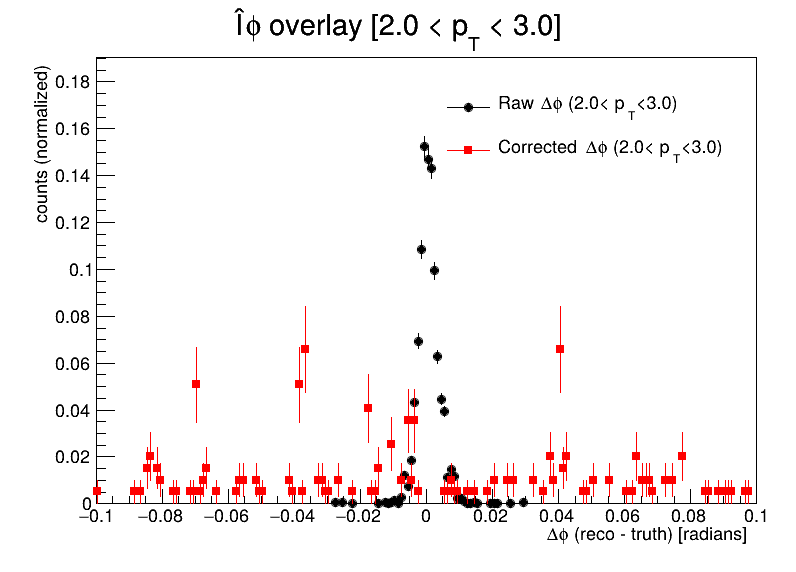 Îφ overlay [2.0 < p_T < 3.0]
counts (normalized)
0.18
0.16
0.14
0.12
0.1
0.08
0.06
0.04
0.02
0
Raw Δφ (2.0< p_T<3.0)
Corrected Δφ (2.0< p_T<3.0)
−0.1 −0.08 −0.06 −0.04 −0.02 0 0.02 0.04 0.06 0.08 0.1
Δφ (reco - truth) [radians]